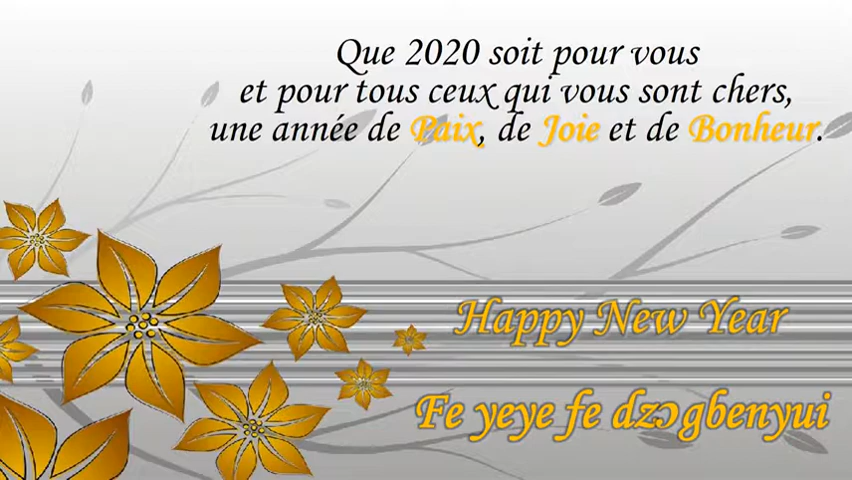 Que 2020 soit pour vous
et pour tous ceux qui vous sont chers,
une année de Paix, de Joie et de Bonheur.
Happy New Year
Fe yeye fe dzɔgbenyui